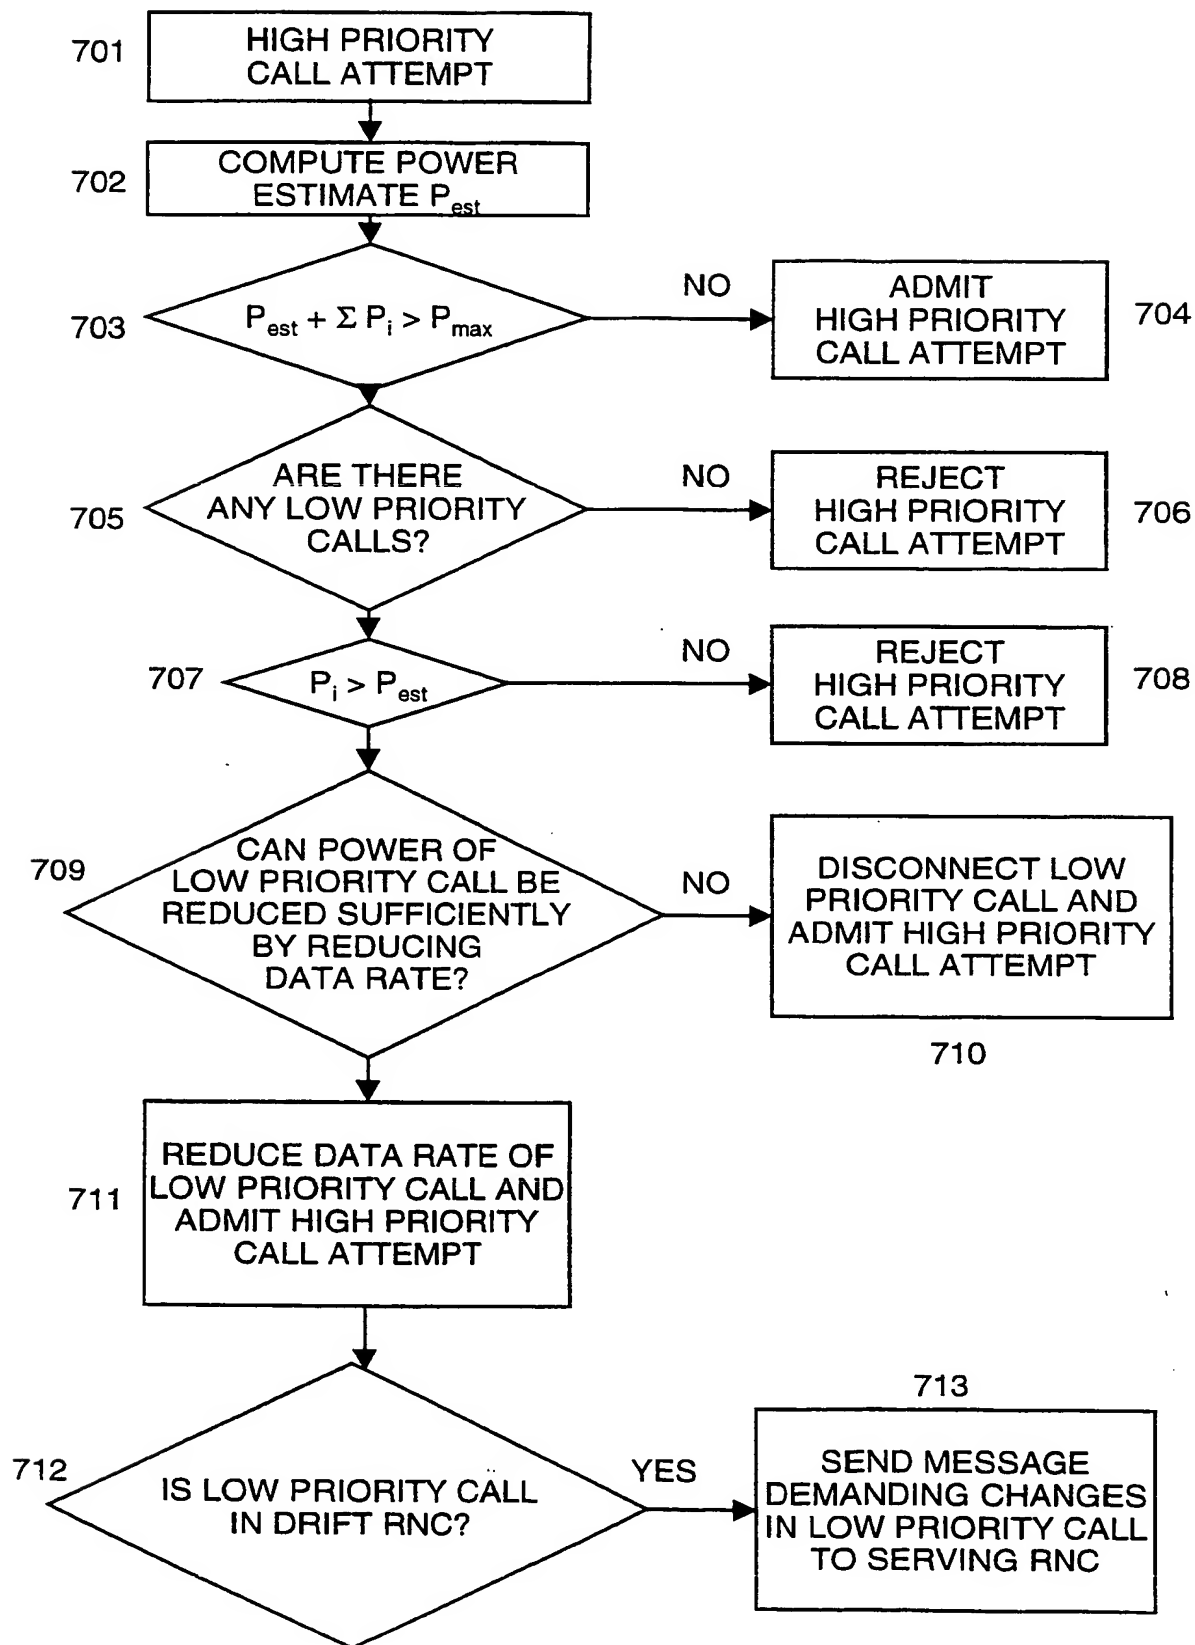 701
HIGH PRIORITY
CALL ATTEMPT
702
COMPUTE POWER
ESTIMATE Pest
703
Pest + Σ Pi > Pmax
NO
ADMIT
HIGH PRIORITY
CALL ATTEMPT
704
705
ARE THERE
ANY LOW PRIORITY
CALLS?
NO
REJECT
HIGH PRIORITY
CALL ATTEMPT
706
707
Pi > Pest
NO
REJECT
HIGH PRIORITY
CALL ATTEMPT
708
709
CAN POWER OF
LOW PRIORITY CALL BE
REDUCED SUFFICIENTLY
BY REDUCING
DATA RATE?
NO
DISCONNECT LOW
PRIORITY CALL AND
ADMIT HIGH PRIORITY
CALL ATTEMPT
710
711
REDUCE DATA RATE OF
LOW PRIORITY CALL AND
ADMIT HIGH PRIORITY
CALL ATTEMPT
712
IS LOW PRIORITY CALL
IN DRIFT RNC?
YES
713
SEND MESSAGE
DEMANDING CHANGES
IN LOW PRIORITY CALL
TO SERVING RNC